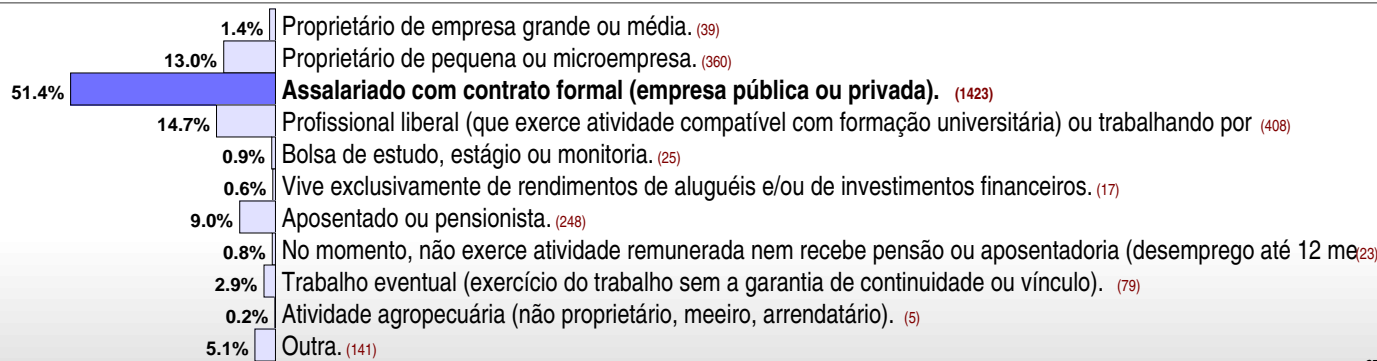 1.4% Proprietário de empresa grande ou média. (39)
13.0% Proprietário de pequena ou microempresa. (360)
51.4% Assalariado com contrato formal (empresa pública ou privada). (1423)
14.7% Profissional liberal (que exerce atividade compatível com formação universitária) ou trabalhando por (408)
0.9% Bolsa de estudo, estágio ou monitoria. (25)
0.6% Vive exclusivamente de rendimentos de aluguéis e/ou de investimentos financeiros. (17)
9.0% Aposentado ou pensionista. (248)
0.8% No momento, não exerce atividade remunerada nem recebe pensão ou aposentadoria (desemprego até 12 me(23)
2.9% Trabalho eventual (exercício do trabalho sem a garantia de continuidade ou vínculo). (79)
0.2% Atividade agropecuária (não proprietário, meeiro, arrendatário). (5)
5.1% Outra. (141)